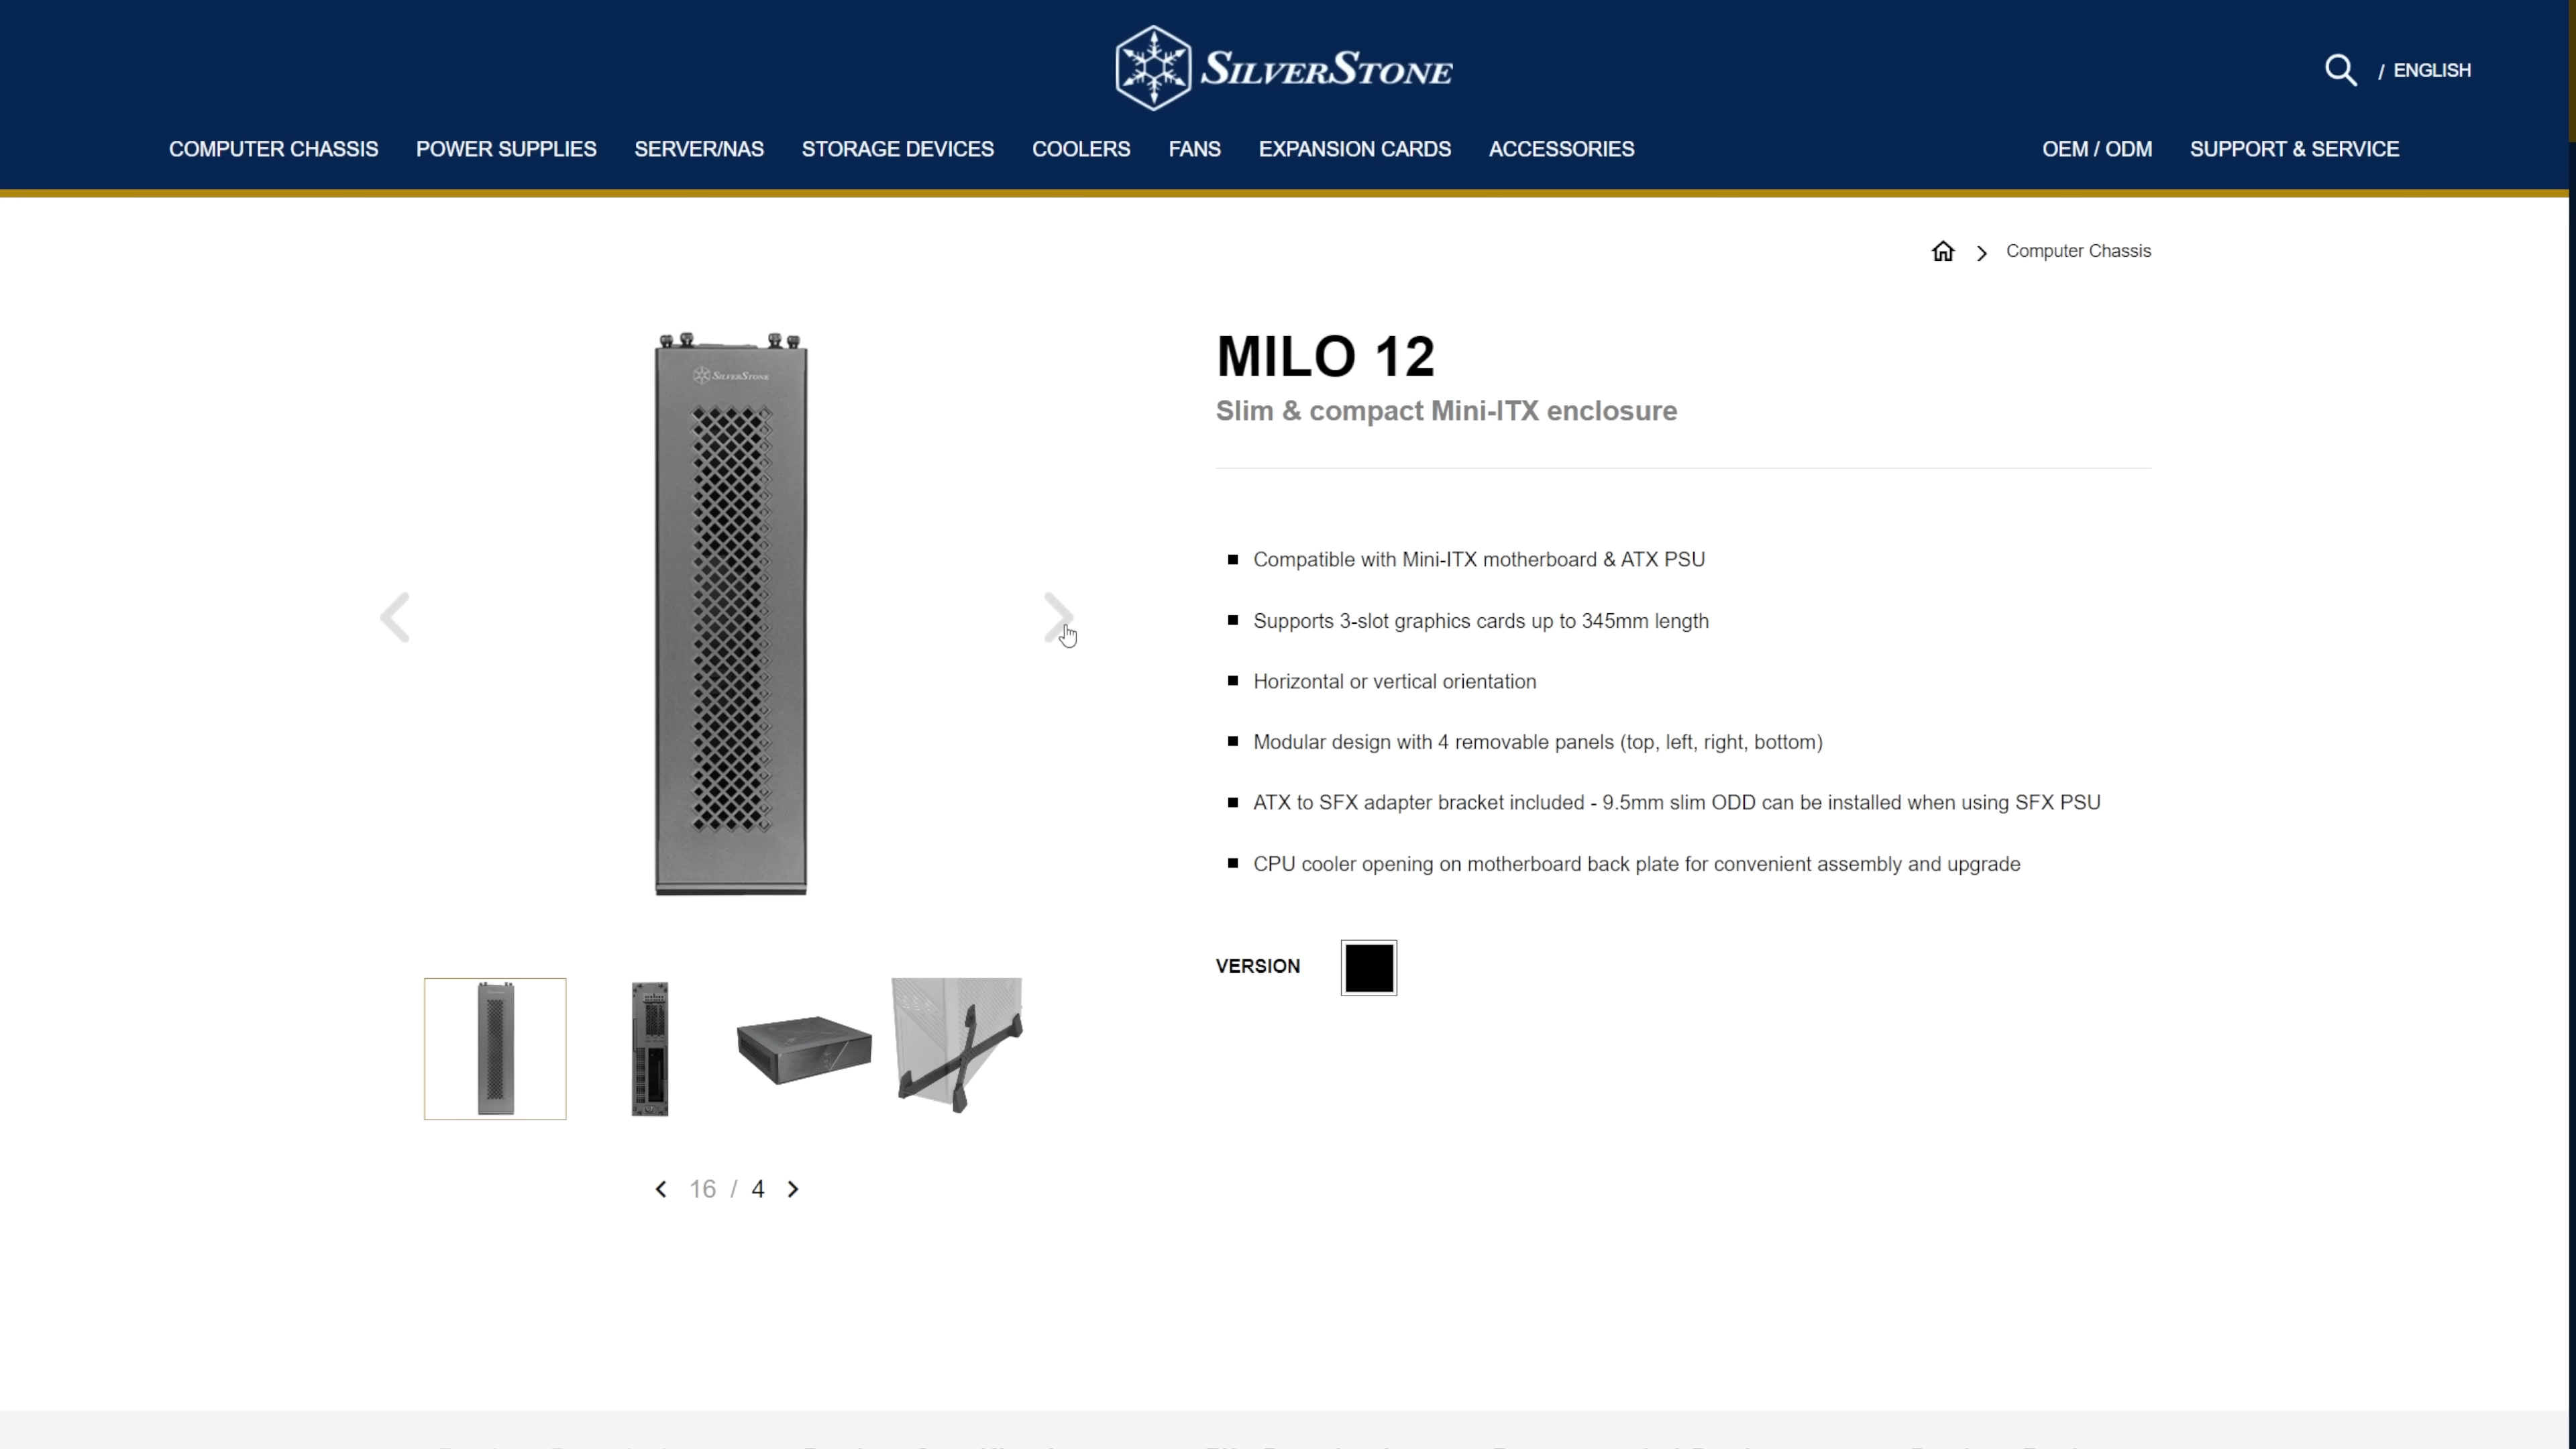 SILVERSTONE
/ ENGLISH
COMPUTER CHASSIS POWER SUPPLIES SERVER/NAS STORAGE DEVICES COOLERS FANS EXPANSION CARDS ACCESSORIES OEM / ODM SUPPORT & SERVICE
Computer Chassis
SILVERSTONE
MILO 12
Slim & compact Mini-ITX enclosure
Compatible with Mini-ITX motherboard & ATX PSU
Supports 3-slot graphics cards up to 345mm length
Horizontal or vertical orientation
Modular design with 4 removable panels (top, left, right, bottom)
ATX to SFX adapter bracket included - 9.5mm slim ODD can be installed when using SFX PSU
CPU cooler opening on motherboard back plate for convenient assembly and upgrade
VERSION
16 / 4